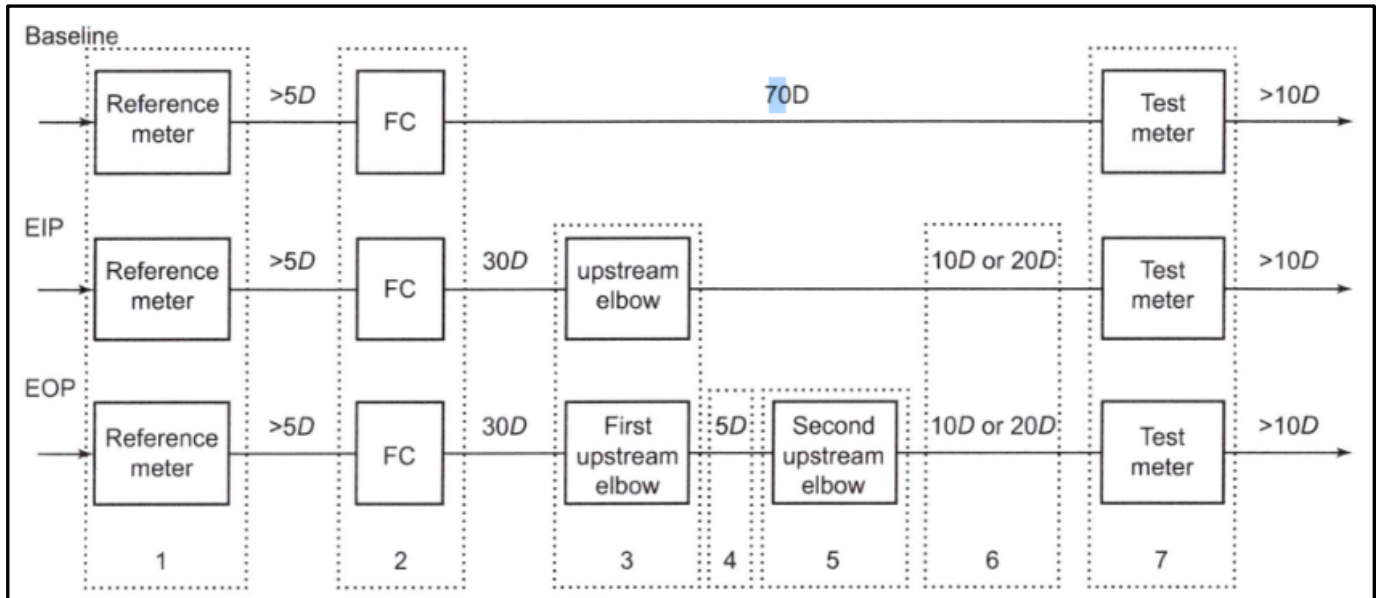 Baseline
Reference
meter
>5D
FC
70D
Test
meter
>10D
EIP
Reference
meter
>5D
FC
30D
upstream
elbow
10D or 20D
Test
meter
>10D
EOP
Reference
meter
>5D
FC
30D
First
upstream
elbow
5D
Second
upstream
elbow
10D or 20D
Test
meter
>10D
1 2 3 4 5 6 7